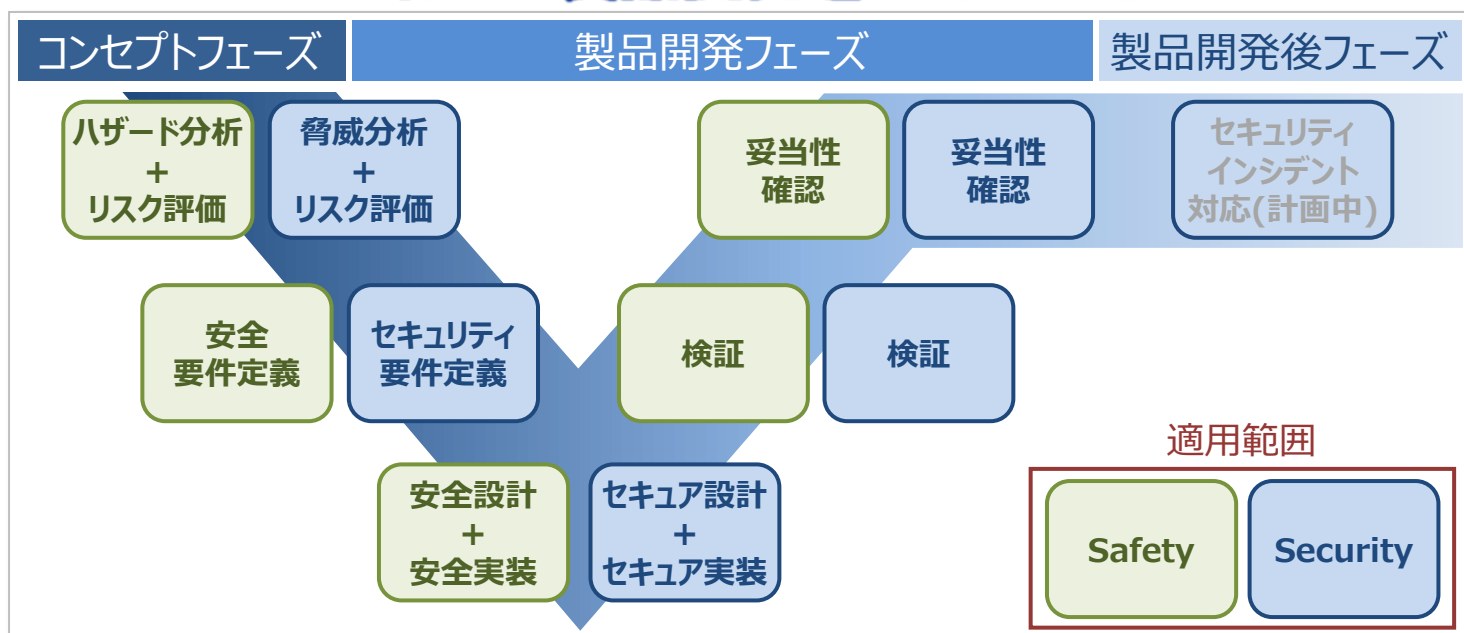 コンセプトフェーズ
製品開発フェーズ
製品開発後フェーズ
ハザード分析
+
リスク評価
脅威分析
+
リスク評価
妥当性
確認
妥当性
確認
セキュリティ
インシデント
対応(計画中)
安全
要件定義
セキュリティ
要件定義
検証
検証
安全設計
+
安全実装
セキュア設計
+
セキュア実装
適用範囲
Safety
Security